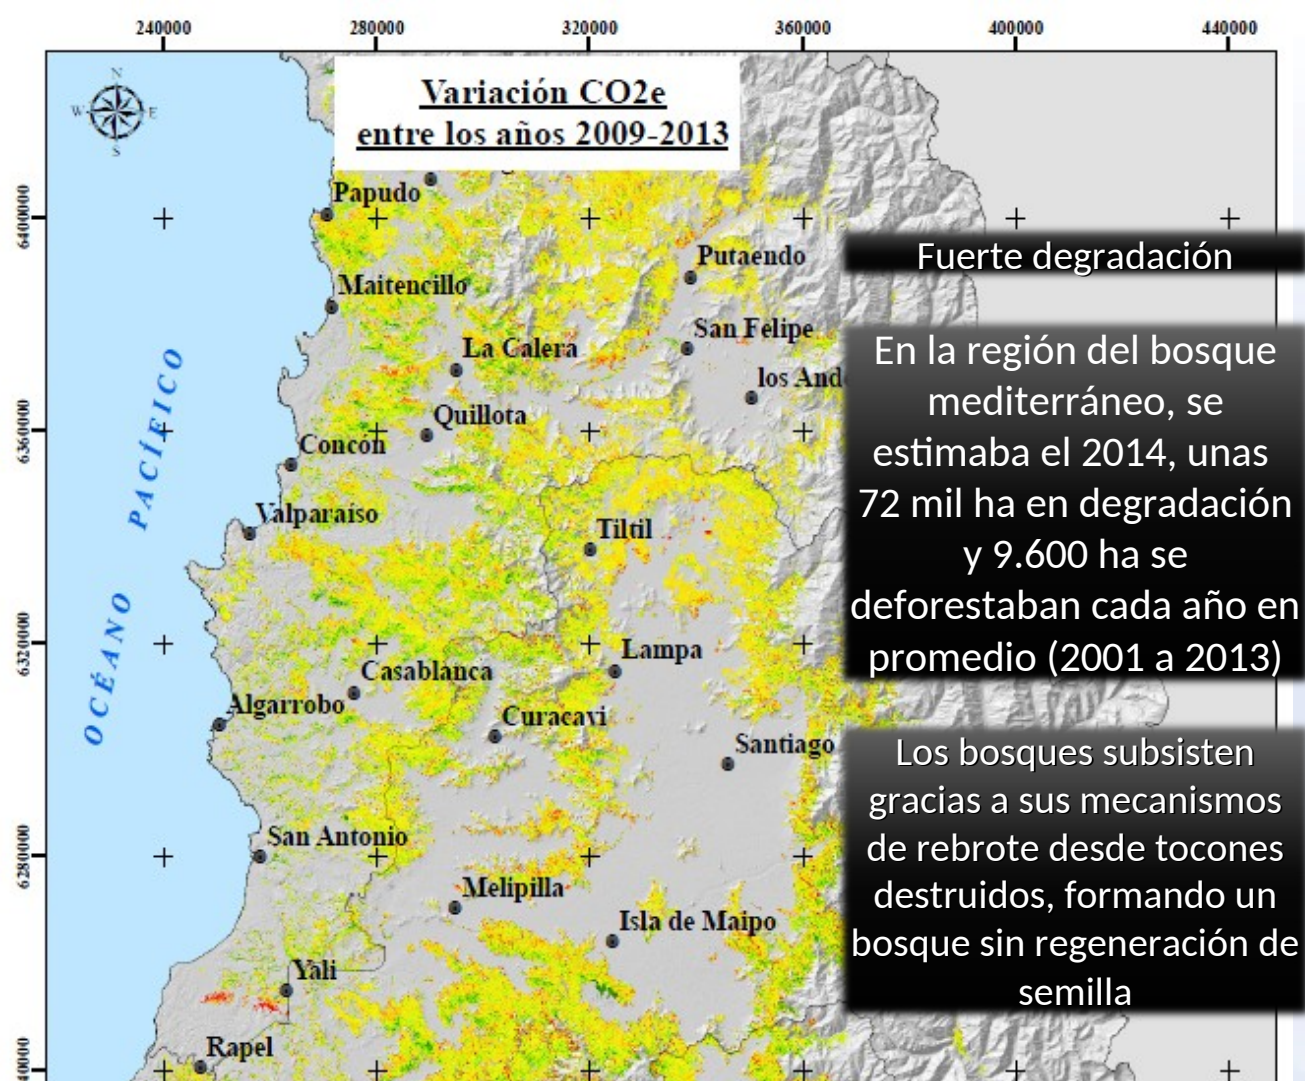 240000 280000 320000 360000 400000 440000
N
W E
S
Variación CO2e
entre los años 2009-2013
6400000
Papudo
Putaendo
Fuerte degradación
Maitencillo
San Felipe
La Calera
los And
En la región del bosque
mediterráneo, se
estimaba el 2014, unas
72 mil ha en degradación
y 9.600 ha se
deforestaban cada año en
promedio (2001 a 2013)
6360000
Quillota
Concón
Valparaíso
Tiltil
OCÉANO PACÍFICO
6320000
Lampa
Casablanca
Algarrobo
Curacaví
Santiago
Los bosques subsisten
gracias a sus mecanismos
de rebrote desde tocones
destruidos, formando un
bosque sin regeneración de
semilla
6280000
San Antonio
Melipilla
Isla de Maipo
Yali
Rapel
40000